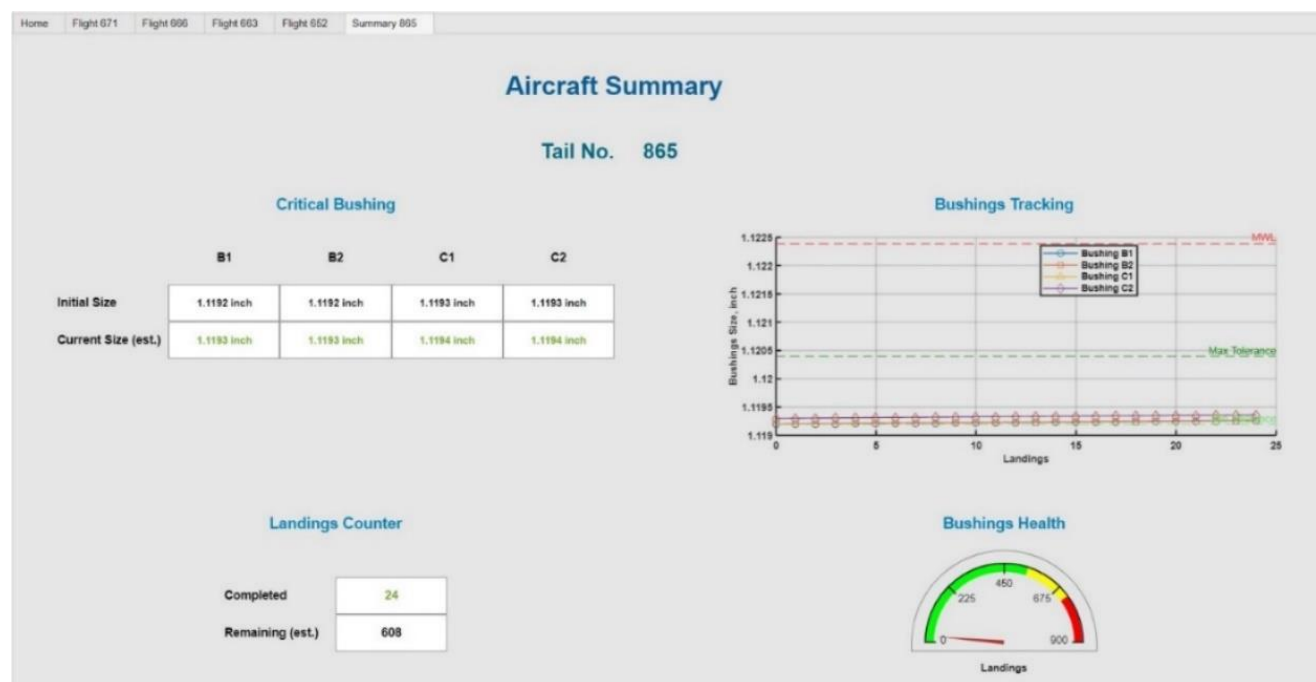 Home Flight 671 Flight 666 Flight 663 Flight 652 Summary 865
Aircraft Summary
Tail No. 865
Critical Bushing
B1 B2 C1 C2
Initial Size 1.1192 inch 1.1192 inch 1.1193 inch 1.1193 inch
Current Size (est.) 1.1193 inch 1.1193 inch 1.1194 inch 1.1194 inch
Bushings Tracking
1.1225
1.122
1.1215
1.121
1.1205
1.12
1.1195
1.119
Bushings Size, inch
MWL
Bushing B1
Bushing B2
Bushing C1
Bushing C2
Max Tolerance
0 5 10 15 20 25
Landings
Landings Counter
Completed 24
Remaining (est.) 608
Bushings Health
0 225 450 675 900
Landings